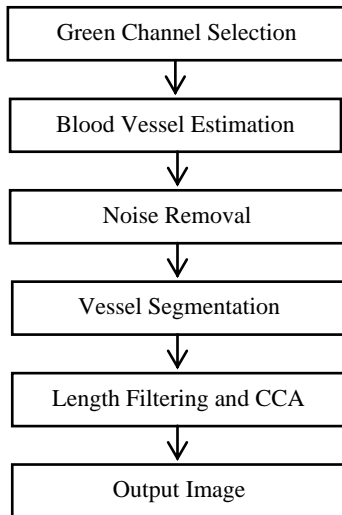 Green Channel Selection
Blood Vessel Estimation
Noise Removal
Vessel Segmentation
Length Filtering and CCA
Output Image